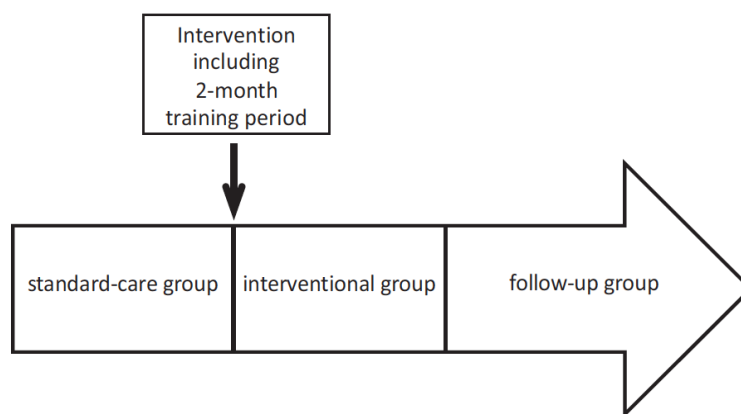 Intervention
including
2-month
training period
standard-care group
interventional group
follow-up group